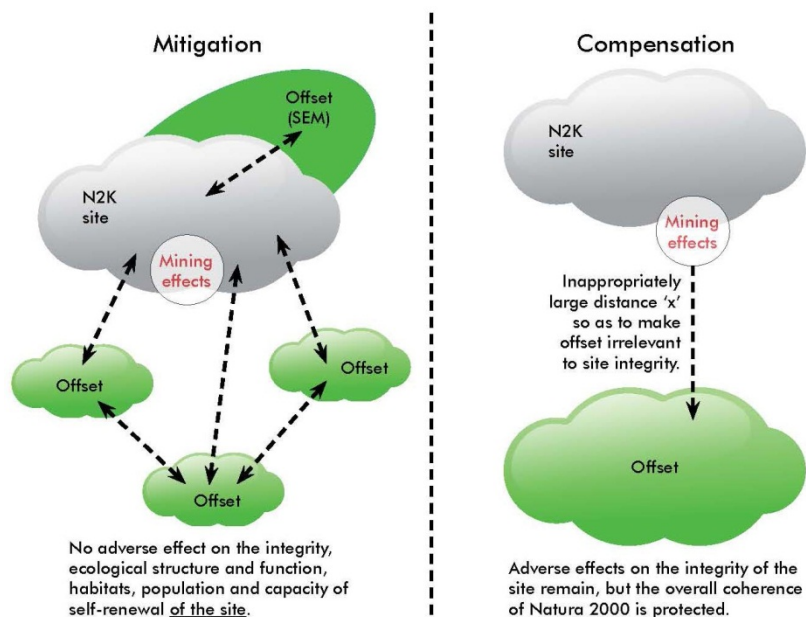 Mitigation
Offset
(SEM)
N2K
site
Mining
effects
Offset
Offset
Offset
No adverse effect on the integrity,
ecological structure and function,
habitats, population and capacity of
self-renewal of the site.
Compensation
N2K
site
Mining
effects
Inappropriately
large distance ‘x’
so as to make
offset irrelevant
to site integrity.
Offset
Adverse effects on the integrity of the
site remain, but the overall coherence
of Natura 2000 is protected.